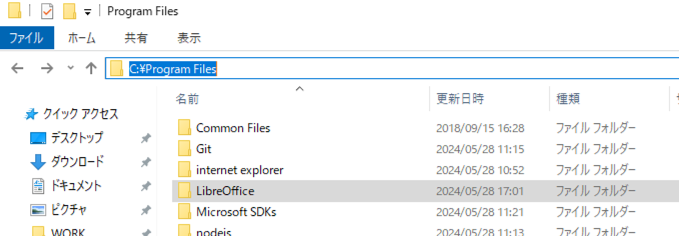 Program Files
ファイル ホーム 共有 表示
C:¥Program Files
名前 更新日時 種類
クイック アクセス
デスクトップ
ダウンロード
ドキュメント
ピクチャ
WORK
Common Files 2018/09/15 16:28 ファイル フォルダー
Git 2024/05/28 11:15 ファイル フォルダー
internet explorer 2024/05/28 10:52 ファイル フォルダー
LibreOffice 2024/05/28 17:01 ファイル フォルダー
Microsoft SDKs 2024/05/28 11:21 ファイル フォルダー
nodejs 2024/05/28 11:13 ファイル フォルダー